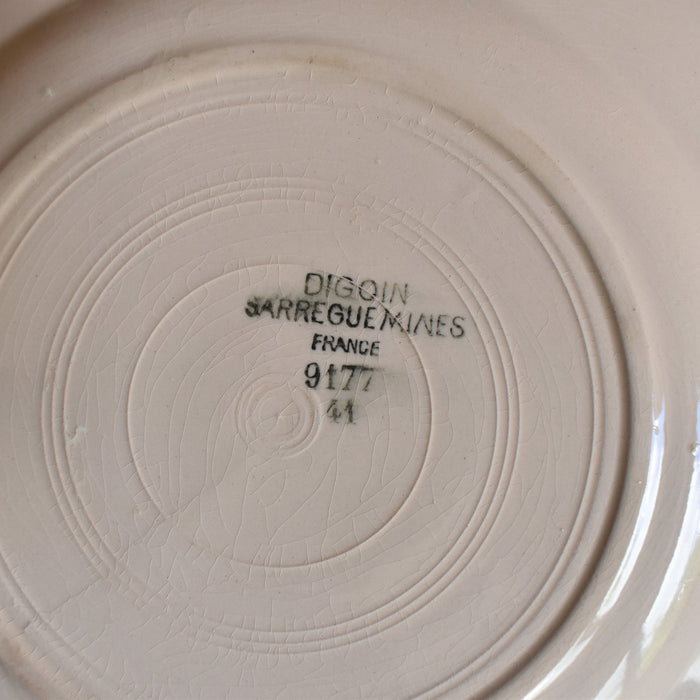 DIGOIN
SARREGUEMINES
FRANCE
9177
41